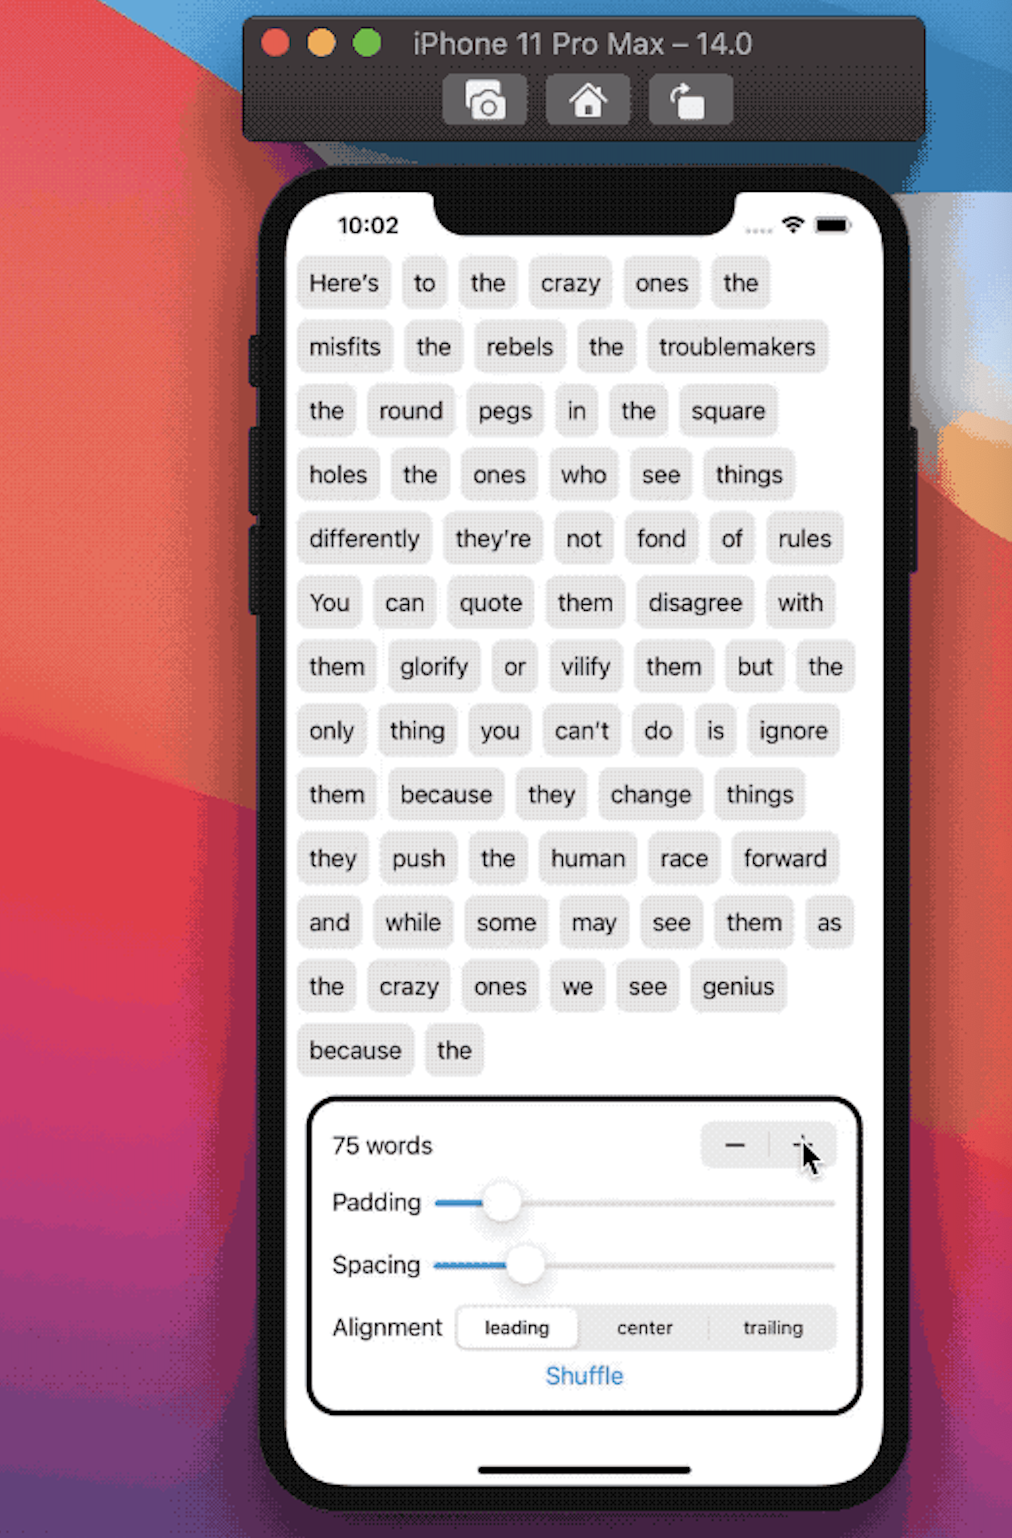 iPhone 11 Pro Max – 14.0
10:02
Here’s to the crazy ones the
misfits the rebels the troublemakers
the round pegs in the square
holes the ones who see things
differently they’re not fond of rules
You can quote them disagree with
them glorify or vilify them but the
only thing you can’t do is ignore
them because they change things
they push the human race forward
and while some may see them as
the crazy ones we see genius
because the
75 words
Padding
Spacing
Alignment leading center trailing
Shuffle